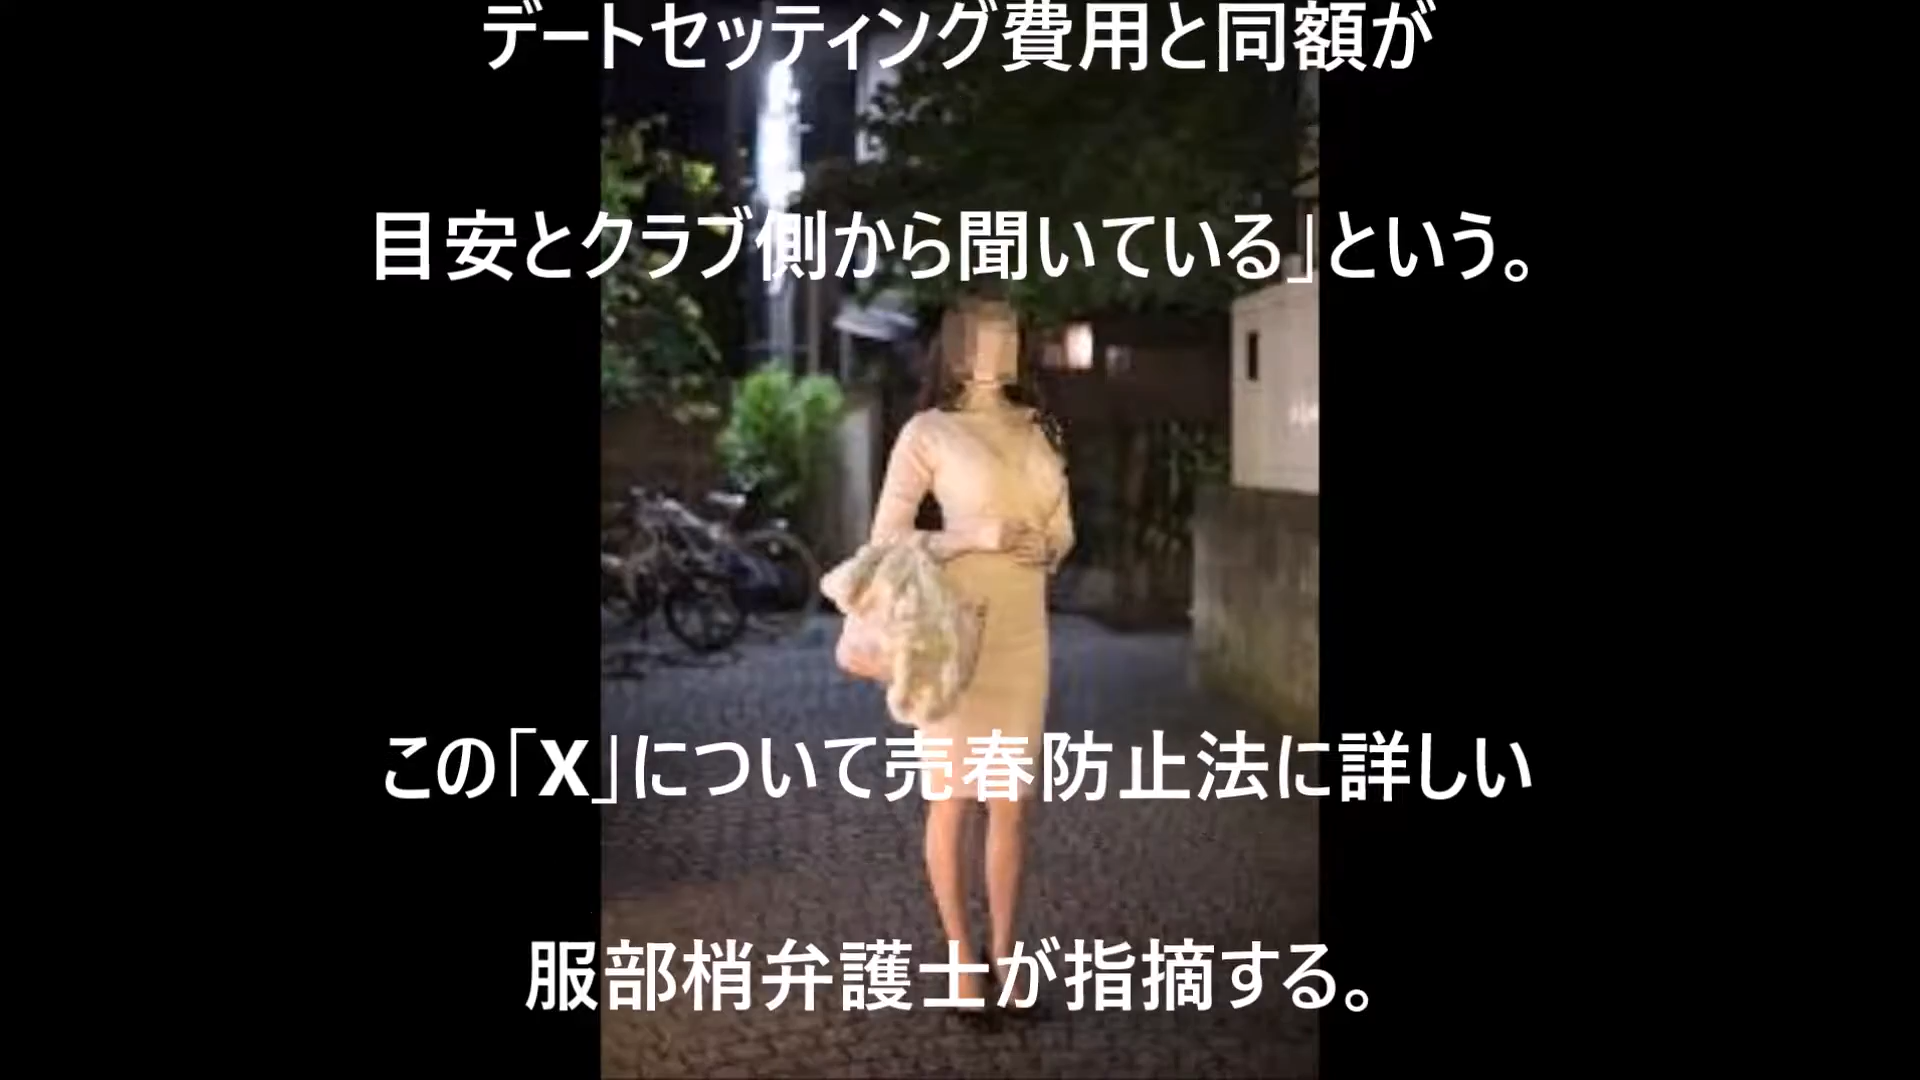 デートセッティング費用と同額が
目安とクラブ側から聞いている」という。
この「X」について売春防止法に詳しい
服部梢弁護士が指摘する。